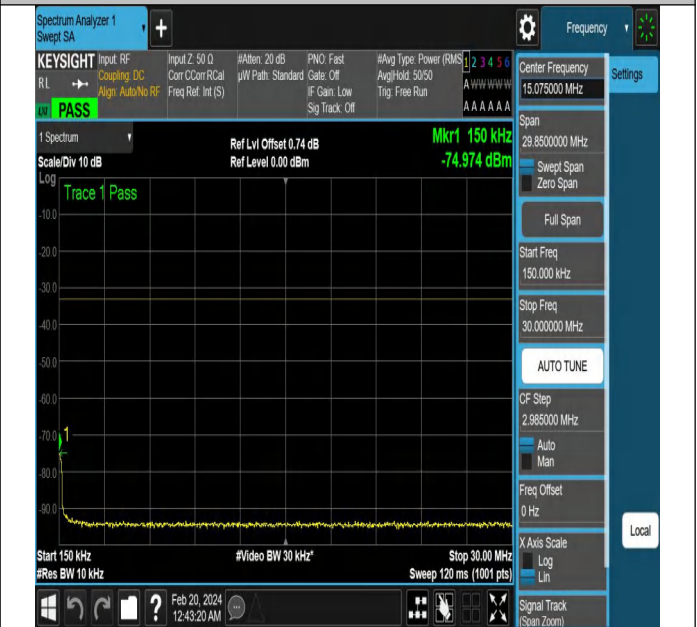 Spectrum Analyzer 1
Swept SA
+
Frequency
KEYSIGHT
RL
PASS
Input: RF
Coupling: DC
Align: Auto/No RF
Input Z: 50 Ω
Corr CCorr RCal
Freq Ref: Int (S)
#Atten: 20 dB
µW Path: Standard
PNO: Fast
Gate: Off
IF Gain: Low
Sig Track: Off
#Avg Type: Power (RMS
Avg|Hold: 50/50
Trig: Free Run
1 2 3 4 5 6
A W W W W W
A A A A A A
1 Spectrum
Scale/Div 10 dB
Ref Lvl Offset 0.74 dB
Ref Level 0.00 dBm
Mkr1 150 kHz
-74.974 dBm
Log
Trace 1 Pass
-10.0
-20.0
-30.0
-40.0
-50.0
-60.0
-70.0
1
-80.0
-90.0
Start 150 kHz
#Res BW 10 kHz
#Video BW 30 kHz*
Stop 30.00 MHz
Sweep 120 ms (1001 pts)
?
Feb 20, 2024
12:43:20 AM
Center Frequency
15.075000 MHz
Settings
Span
29.8500000 MHz
Swept Span
Zero Span
Full Span
Start Freq
150.000 kHz
Stop Freq
30.000000 MHz
AUTO TUNE
CF Step
2.985000 MHz
Auto
Man
Freq Offset
0 Hz
Local
X Axis Scale
Log
Lin
Signal Track
(Span Zoom)